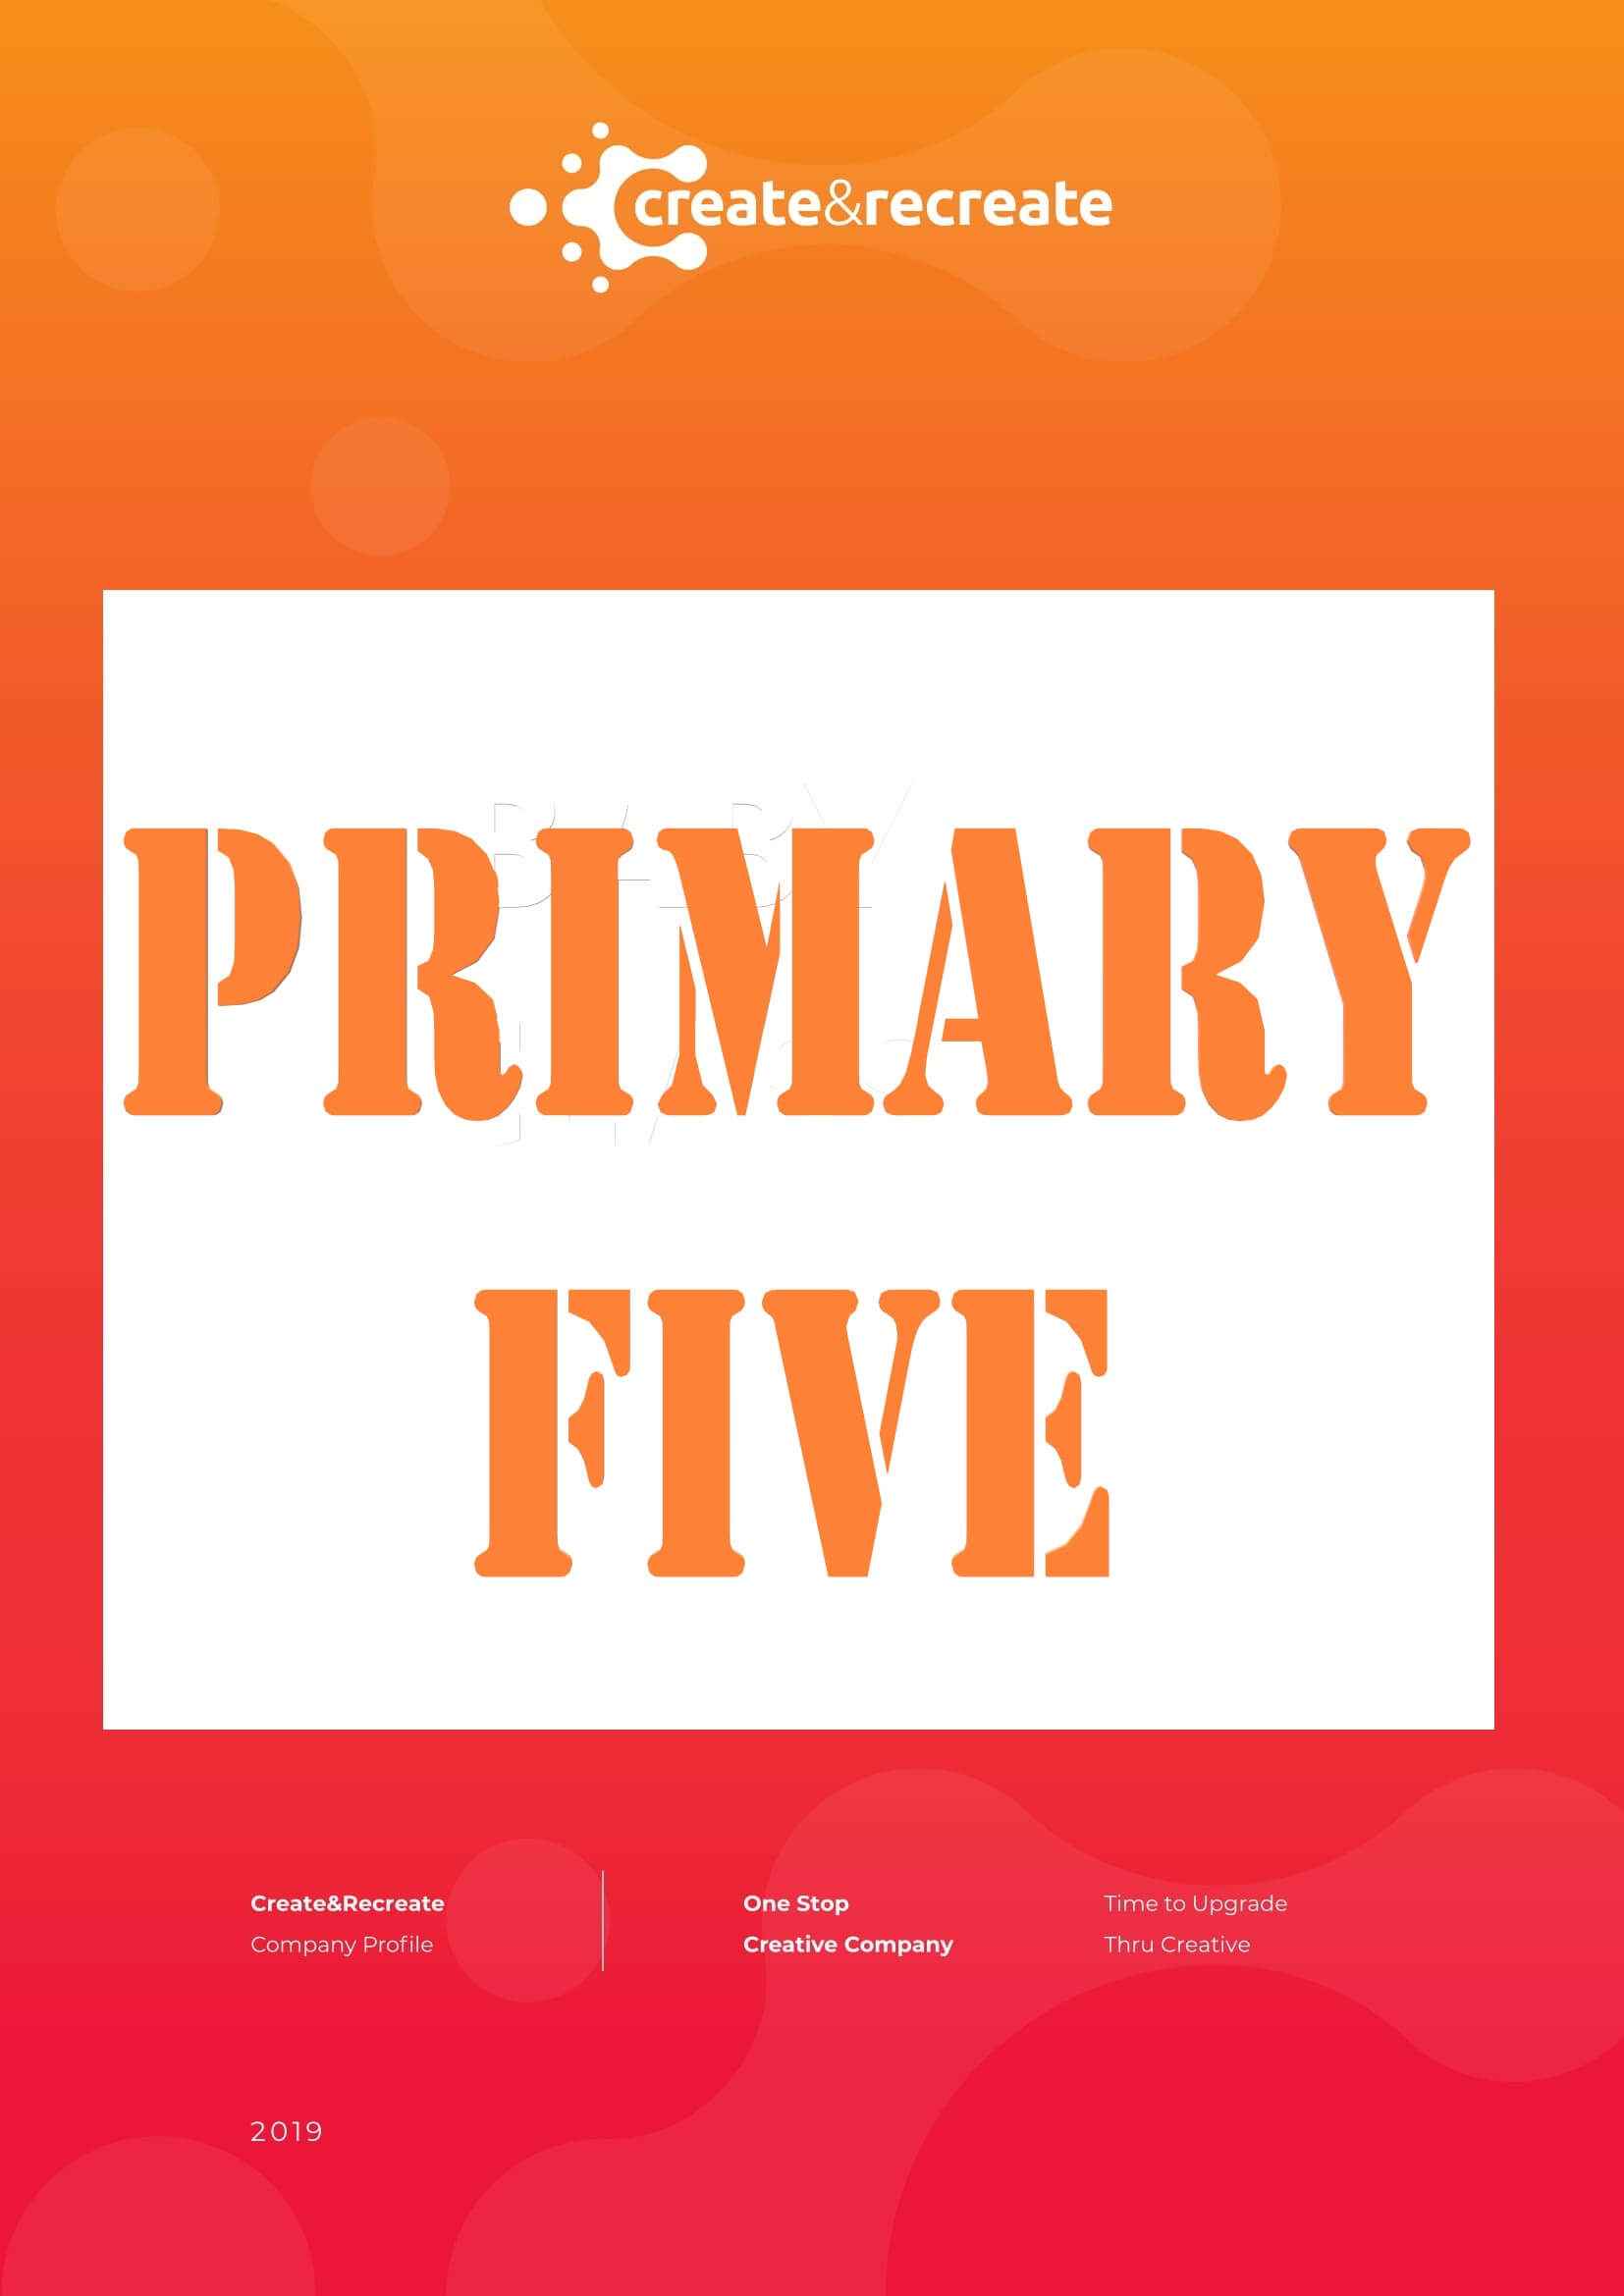 create&recreate
PRIMARY
FIVE
Create&Recreate
Company Profile
One Stop
Creative Company
Time to Upgrade
Thru Creative
2019